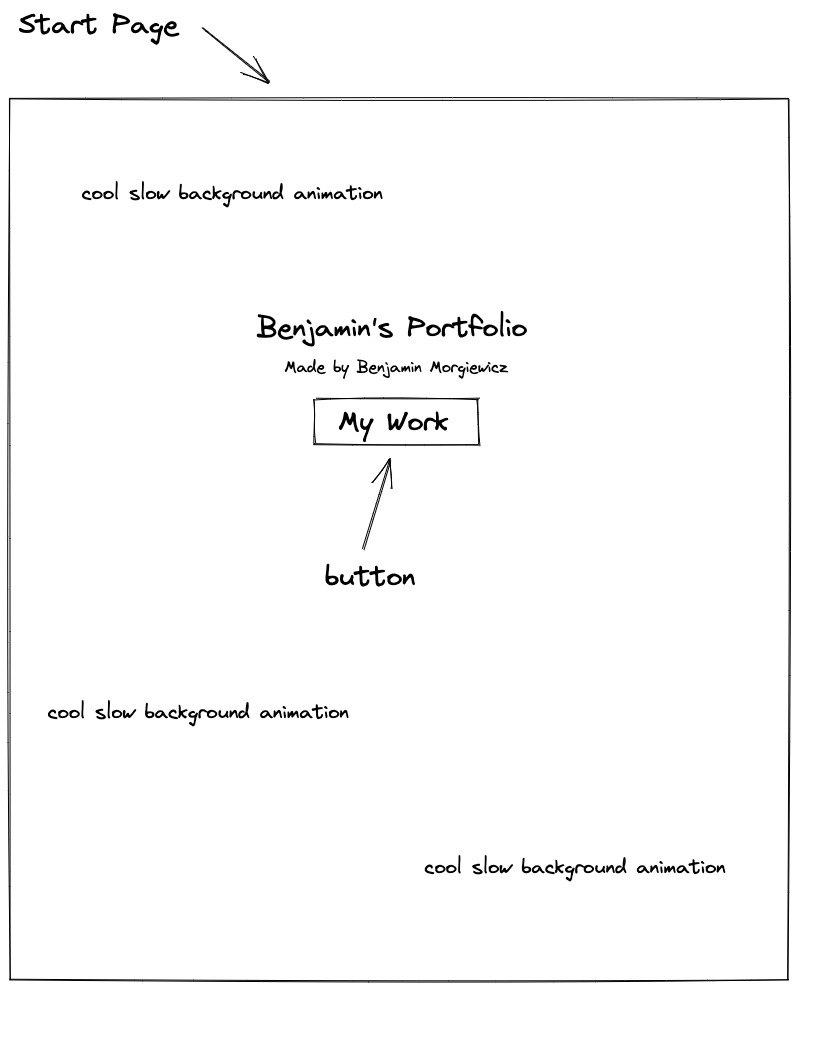 Start Page
cool slow background animation
Benjamin's Portfolio
Made by Benjamin Morgiewicz
My Work
button
cool slow background animation
cool slow background animation